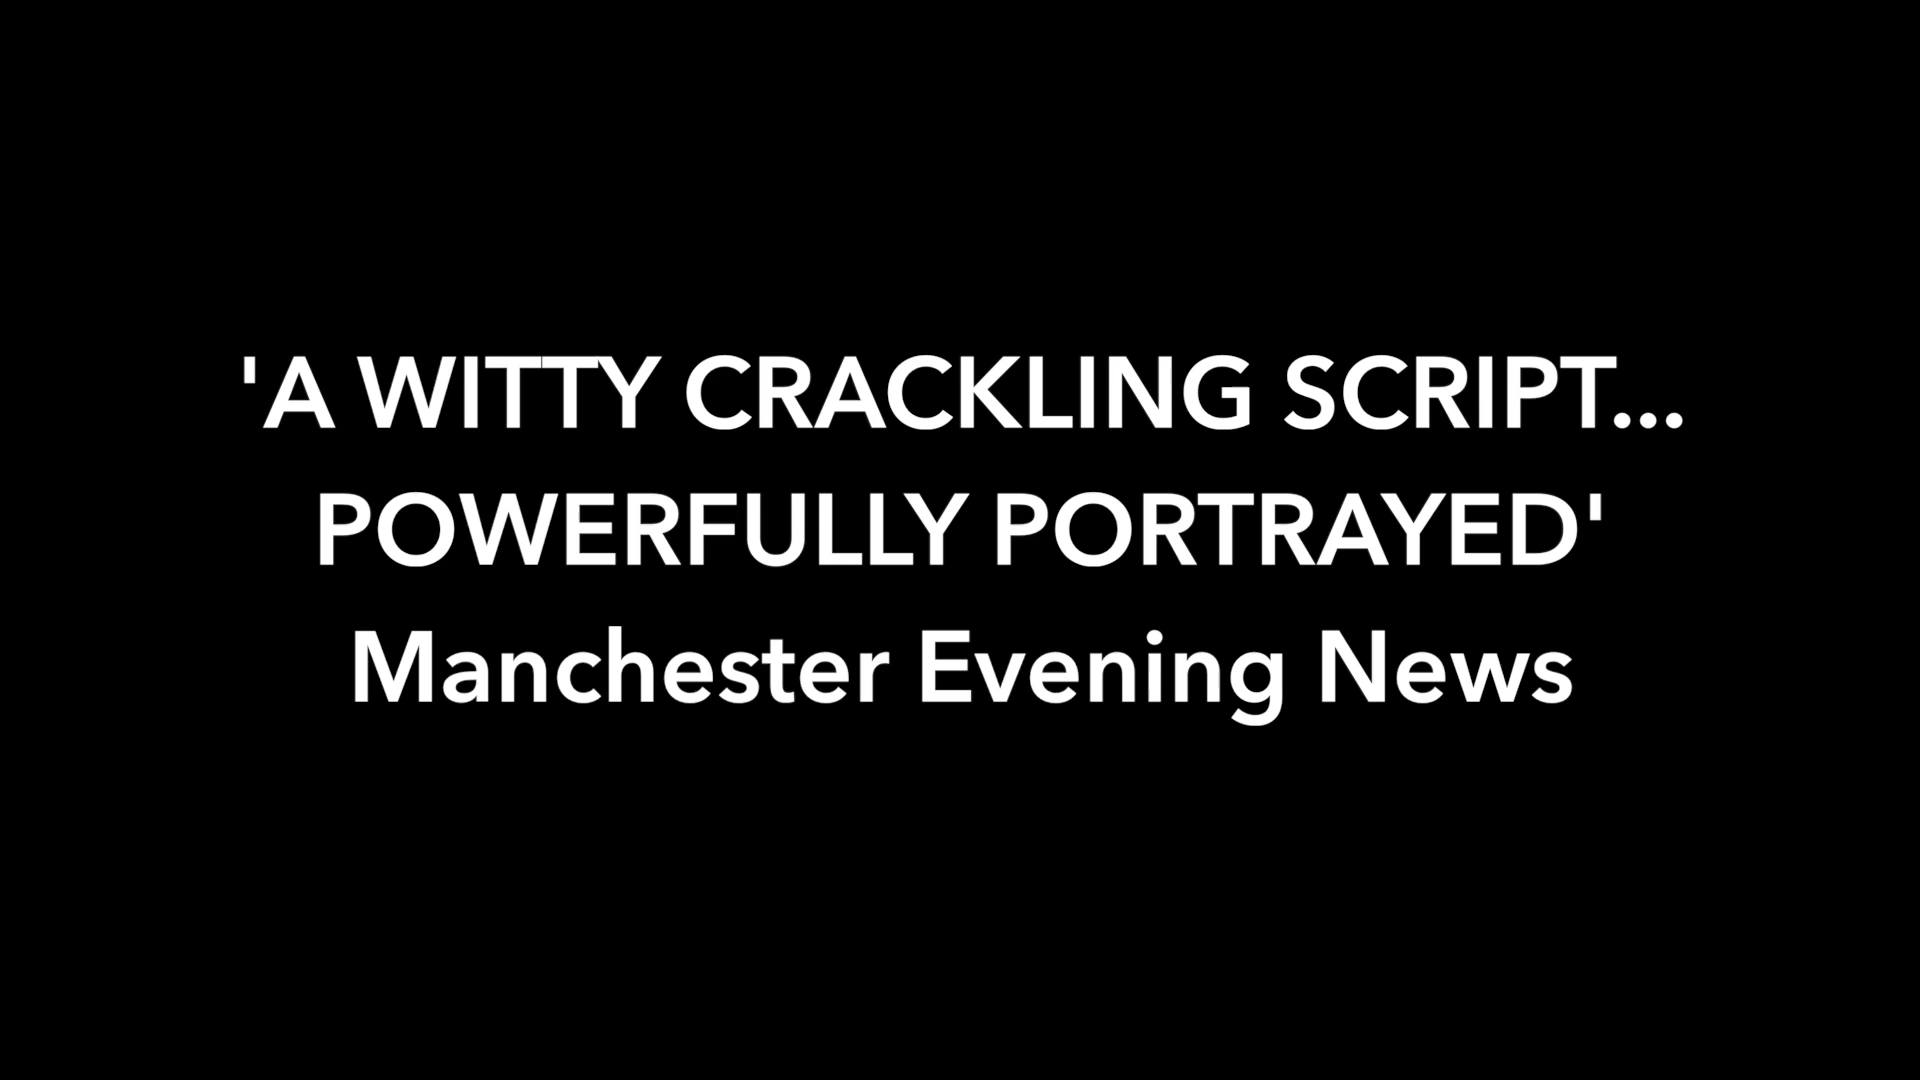 'A WITTY CRACKLING SCRIPT...
POWERFULLY PORTRAYED'
Manchester Evening News